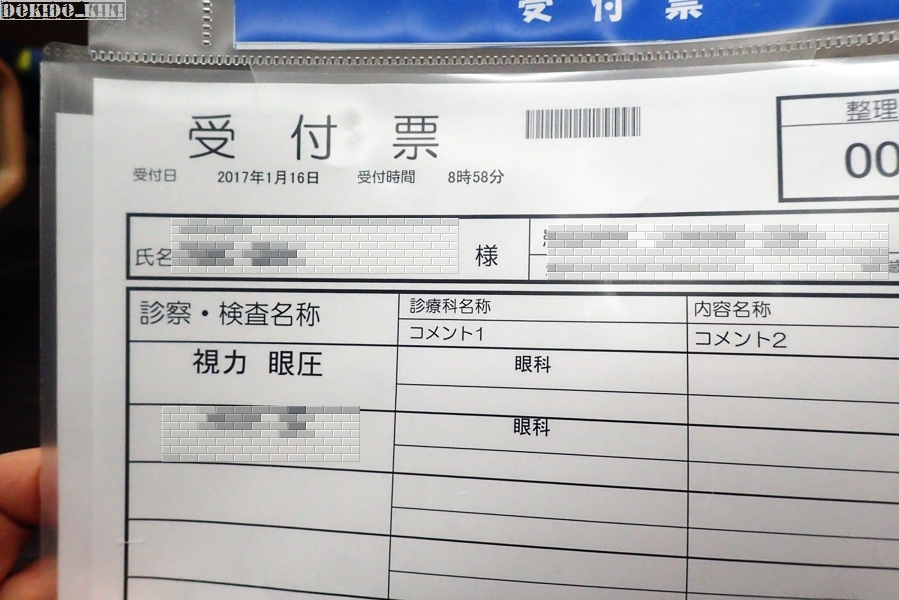 DOKIDO_KIKI
受付票
受付票
受付日 2017年1月16日 受付時間 8時58分
整理
00
氏名 様
診察・検査名称
診療科名称
コメント1
内容名称
コメント2
視力 眼圧
眼科
眼科